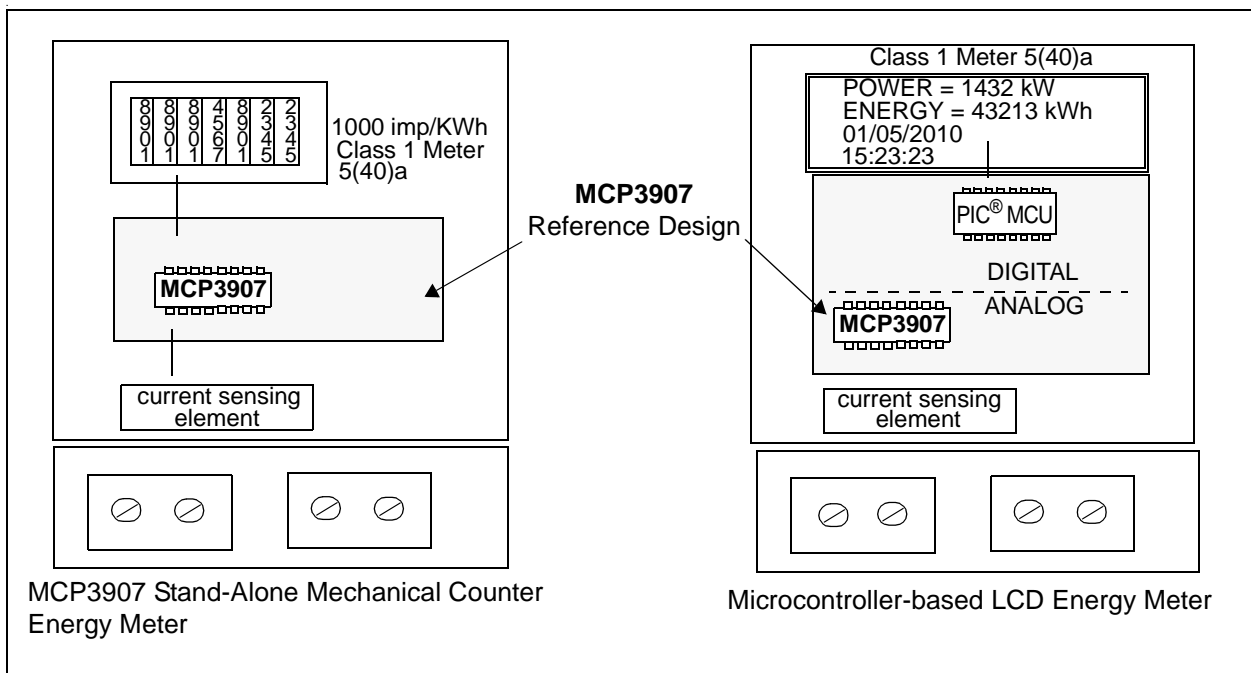 8 8 8 4 8 2 2
9 9 9 5 9 3 3
0 0 0 6 0 4 4
1 1 1 7 1 5 5
1000 imp/KWh
Class 1 Meter
5(40)a
MCP3907
current sensing
element
MCP3907 Stand-Alone Mechanical Counter
Energy Meter
MCP3907
Reference Design
Class 1 Meter 5(40)a
POWER = 1432 kW
ENERGY = 43213 kWh
01/05/2010
15:23:23
PIC® MCU
DIGITAL
ANALOG
MCP3907
current sensing
element
Microcontroller-based LCD Energy Meter